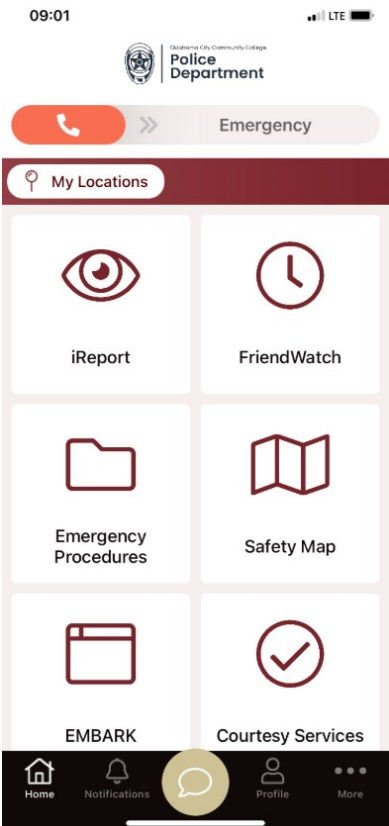 09:01
LTE
Oklahoma City Community College
Police
Department
Emergency
My Locations
iReport
FriendWatch
Emergency
Procedures
Safety Map
EMBARK
Courtesy Services
Home
Notifications
Profile
More